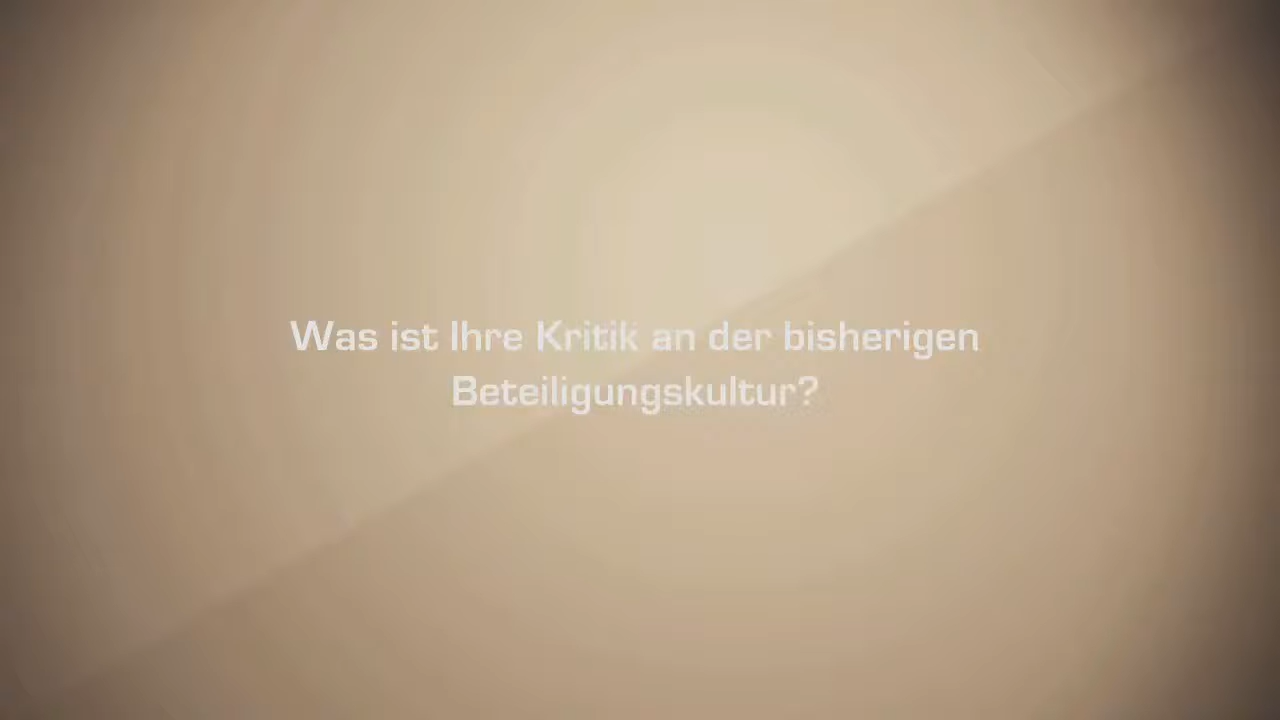 Was ist Ihre Kritik an der bisherigen
Beteiligungskultur?